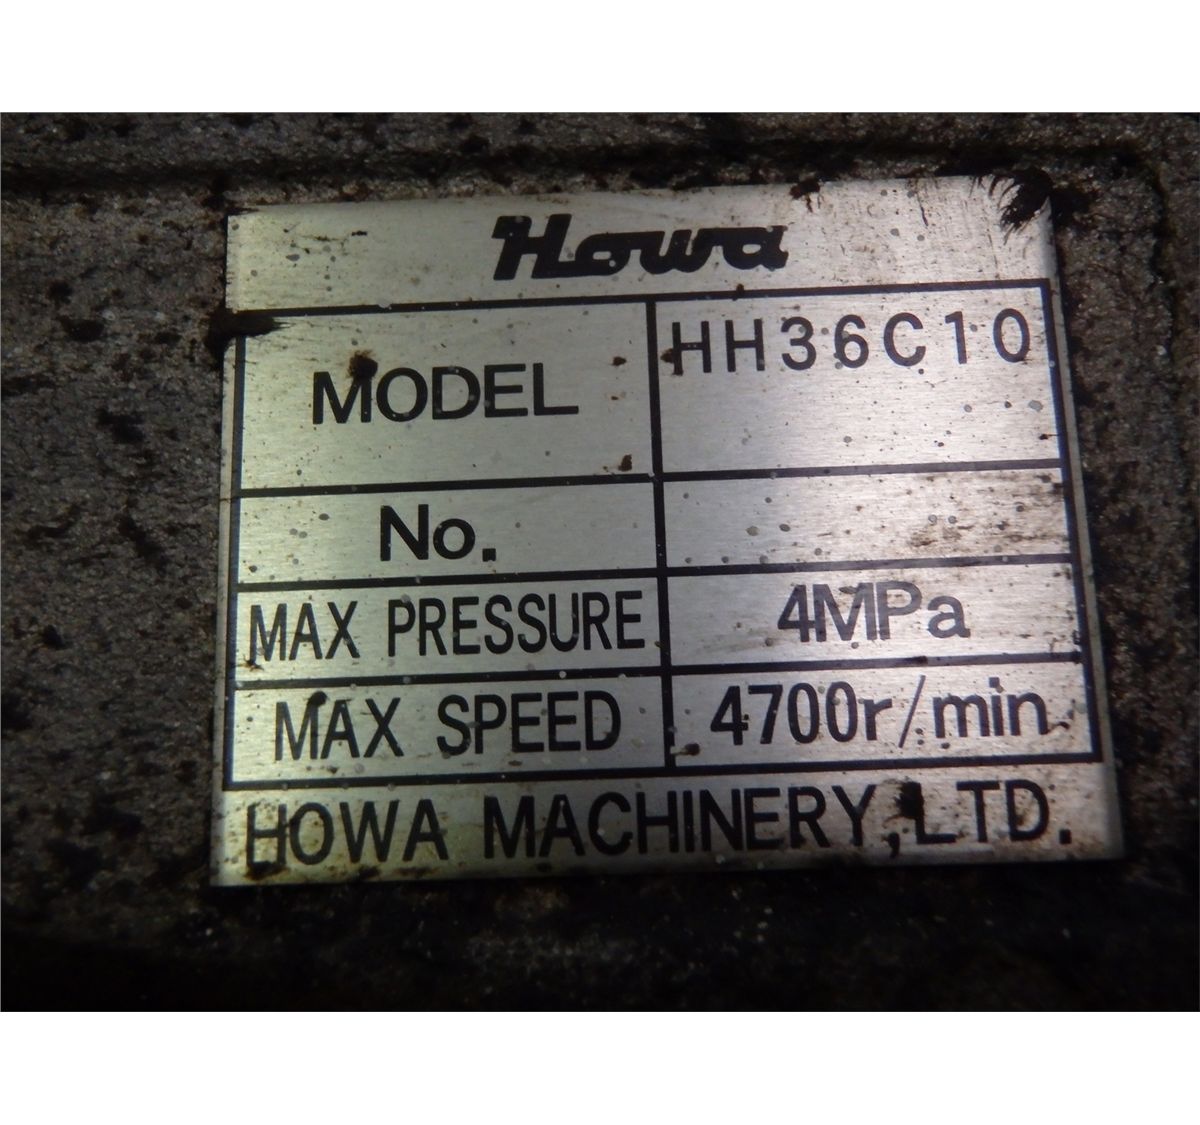 Howa
MODEL HH36C10
No.
MAX PRESSURE 4MPa
MAX SPEED 4700r/min.
HOWA MACHINERY,LTD.